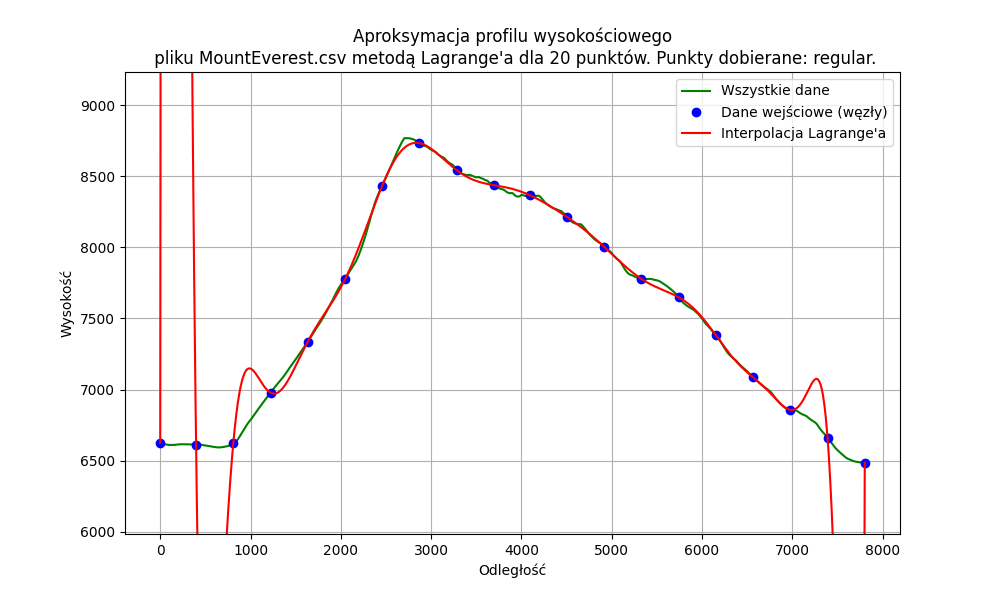 Aproksymacja profilu wysokościowego
pliku MountEverest.csv metodą Lagrange'a dla 20 punktów. Punkty dobierane: regular.
Wszystkie dane
Dane wejściowe (węzły)
Interpolacja Lagrange'a
Wysokość
9000
8500
8000
7500
7000
6500
6000
0 1000 2000 3000 4000 5000 6000 7000 8000
Odległość